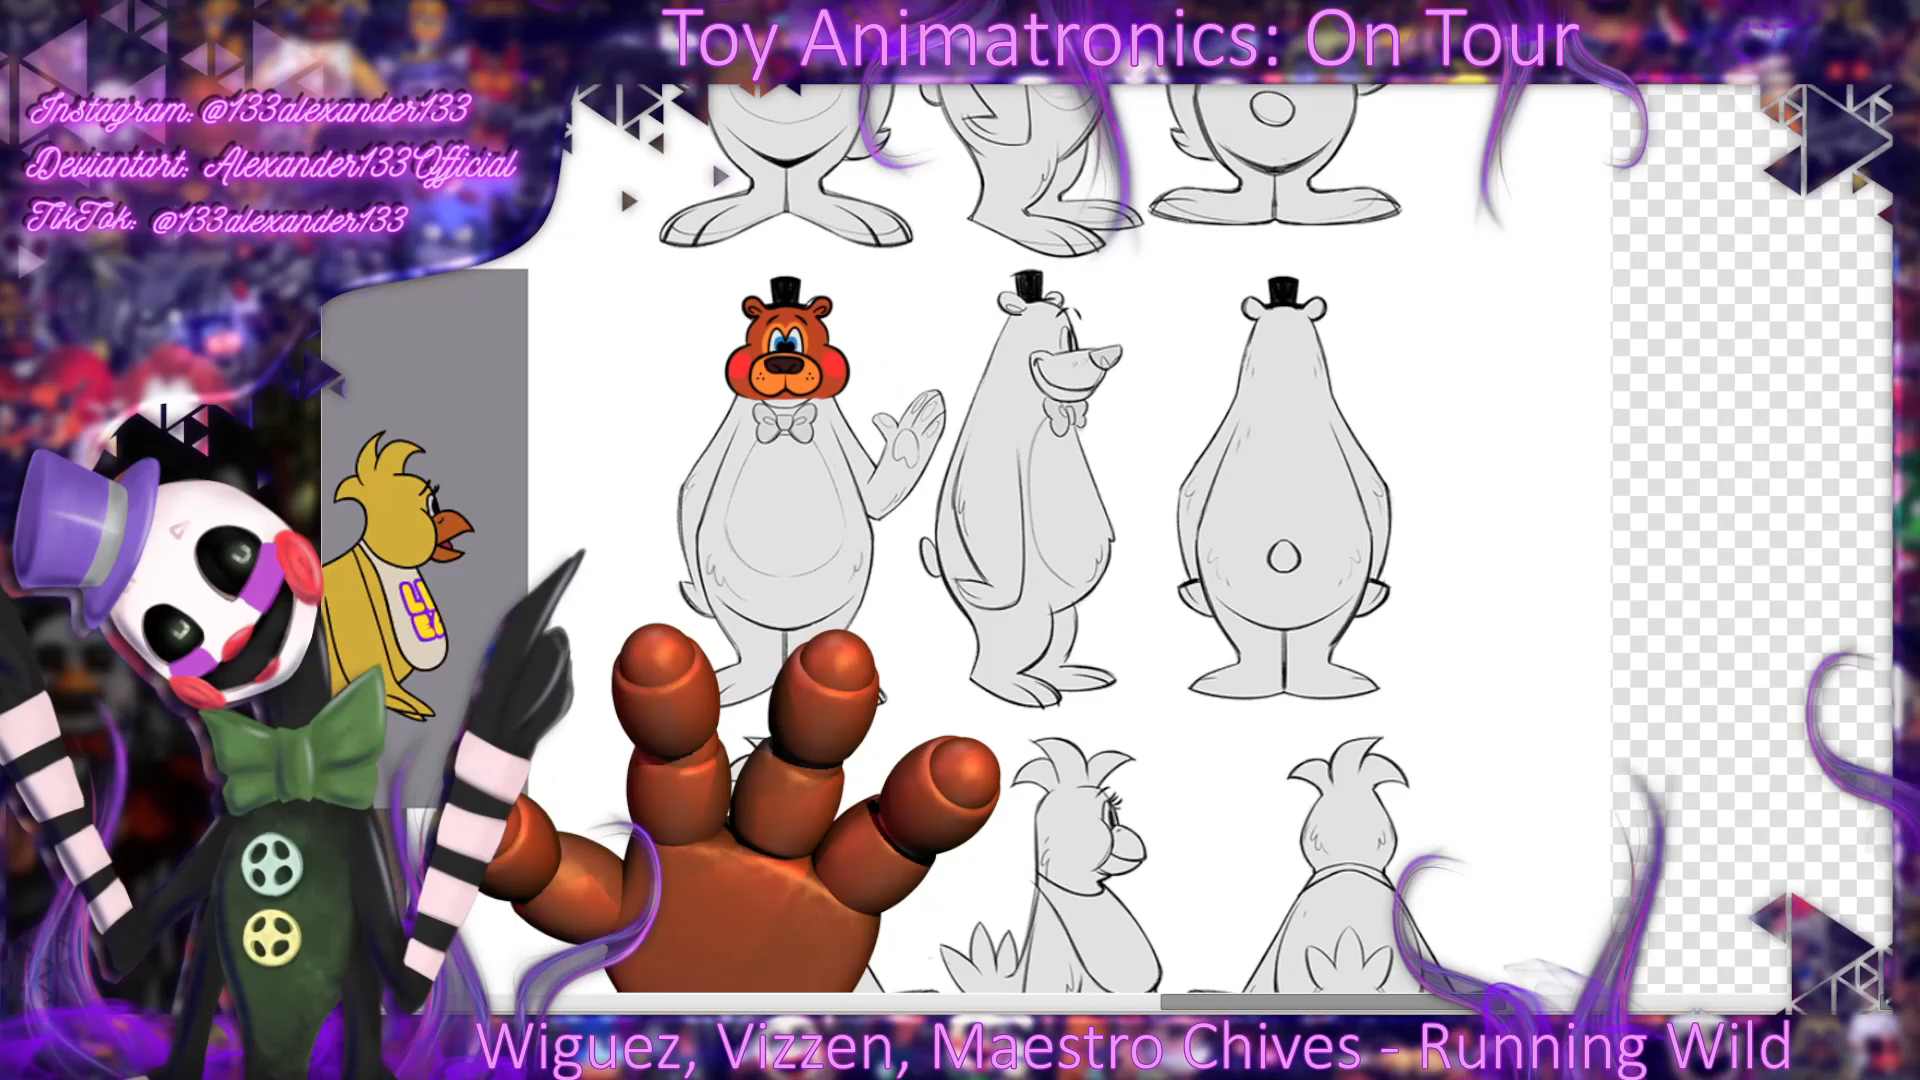 Toy Animatronics: On Tour
Instagram: @133alexander133
Deviantart: Alexander133Official
TikTok: @133alexander133
Wiguez, Vizzen, Maestro Chives - Running Wild